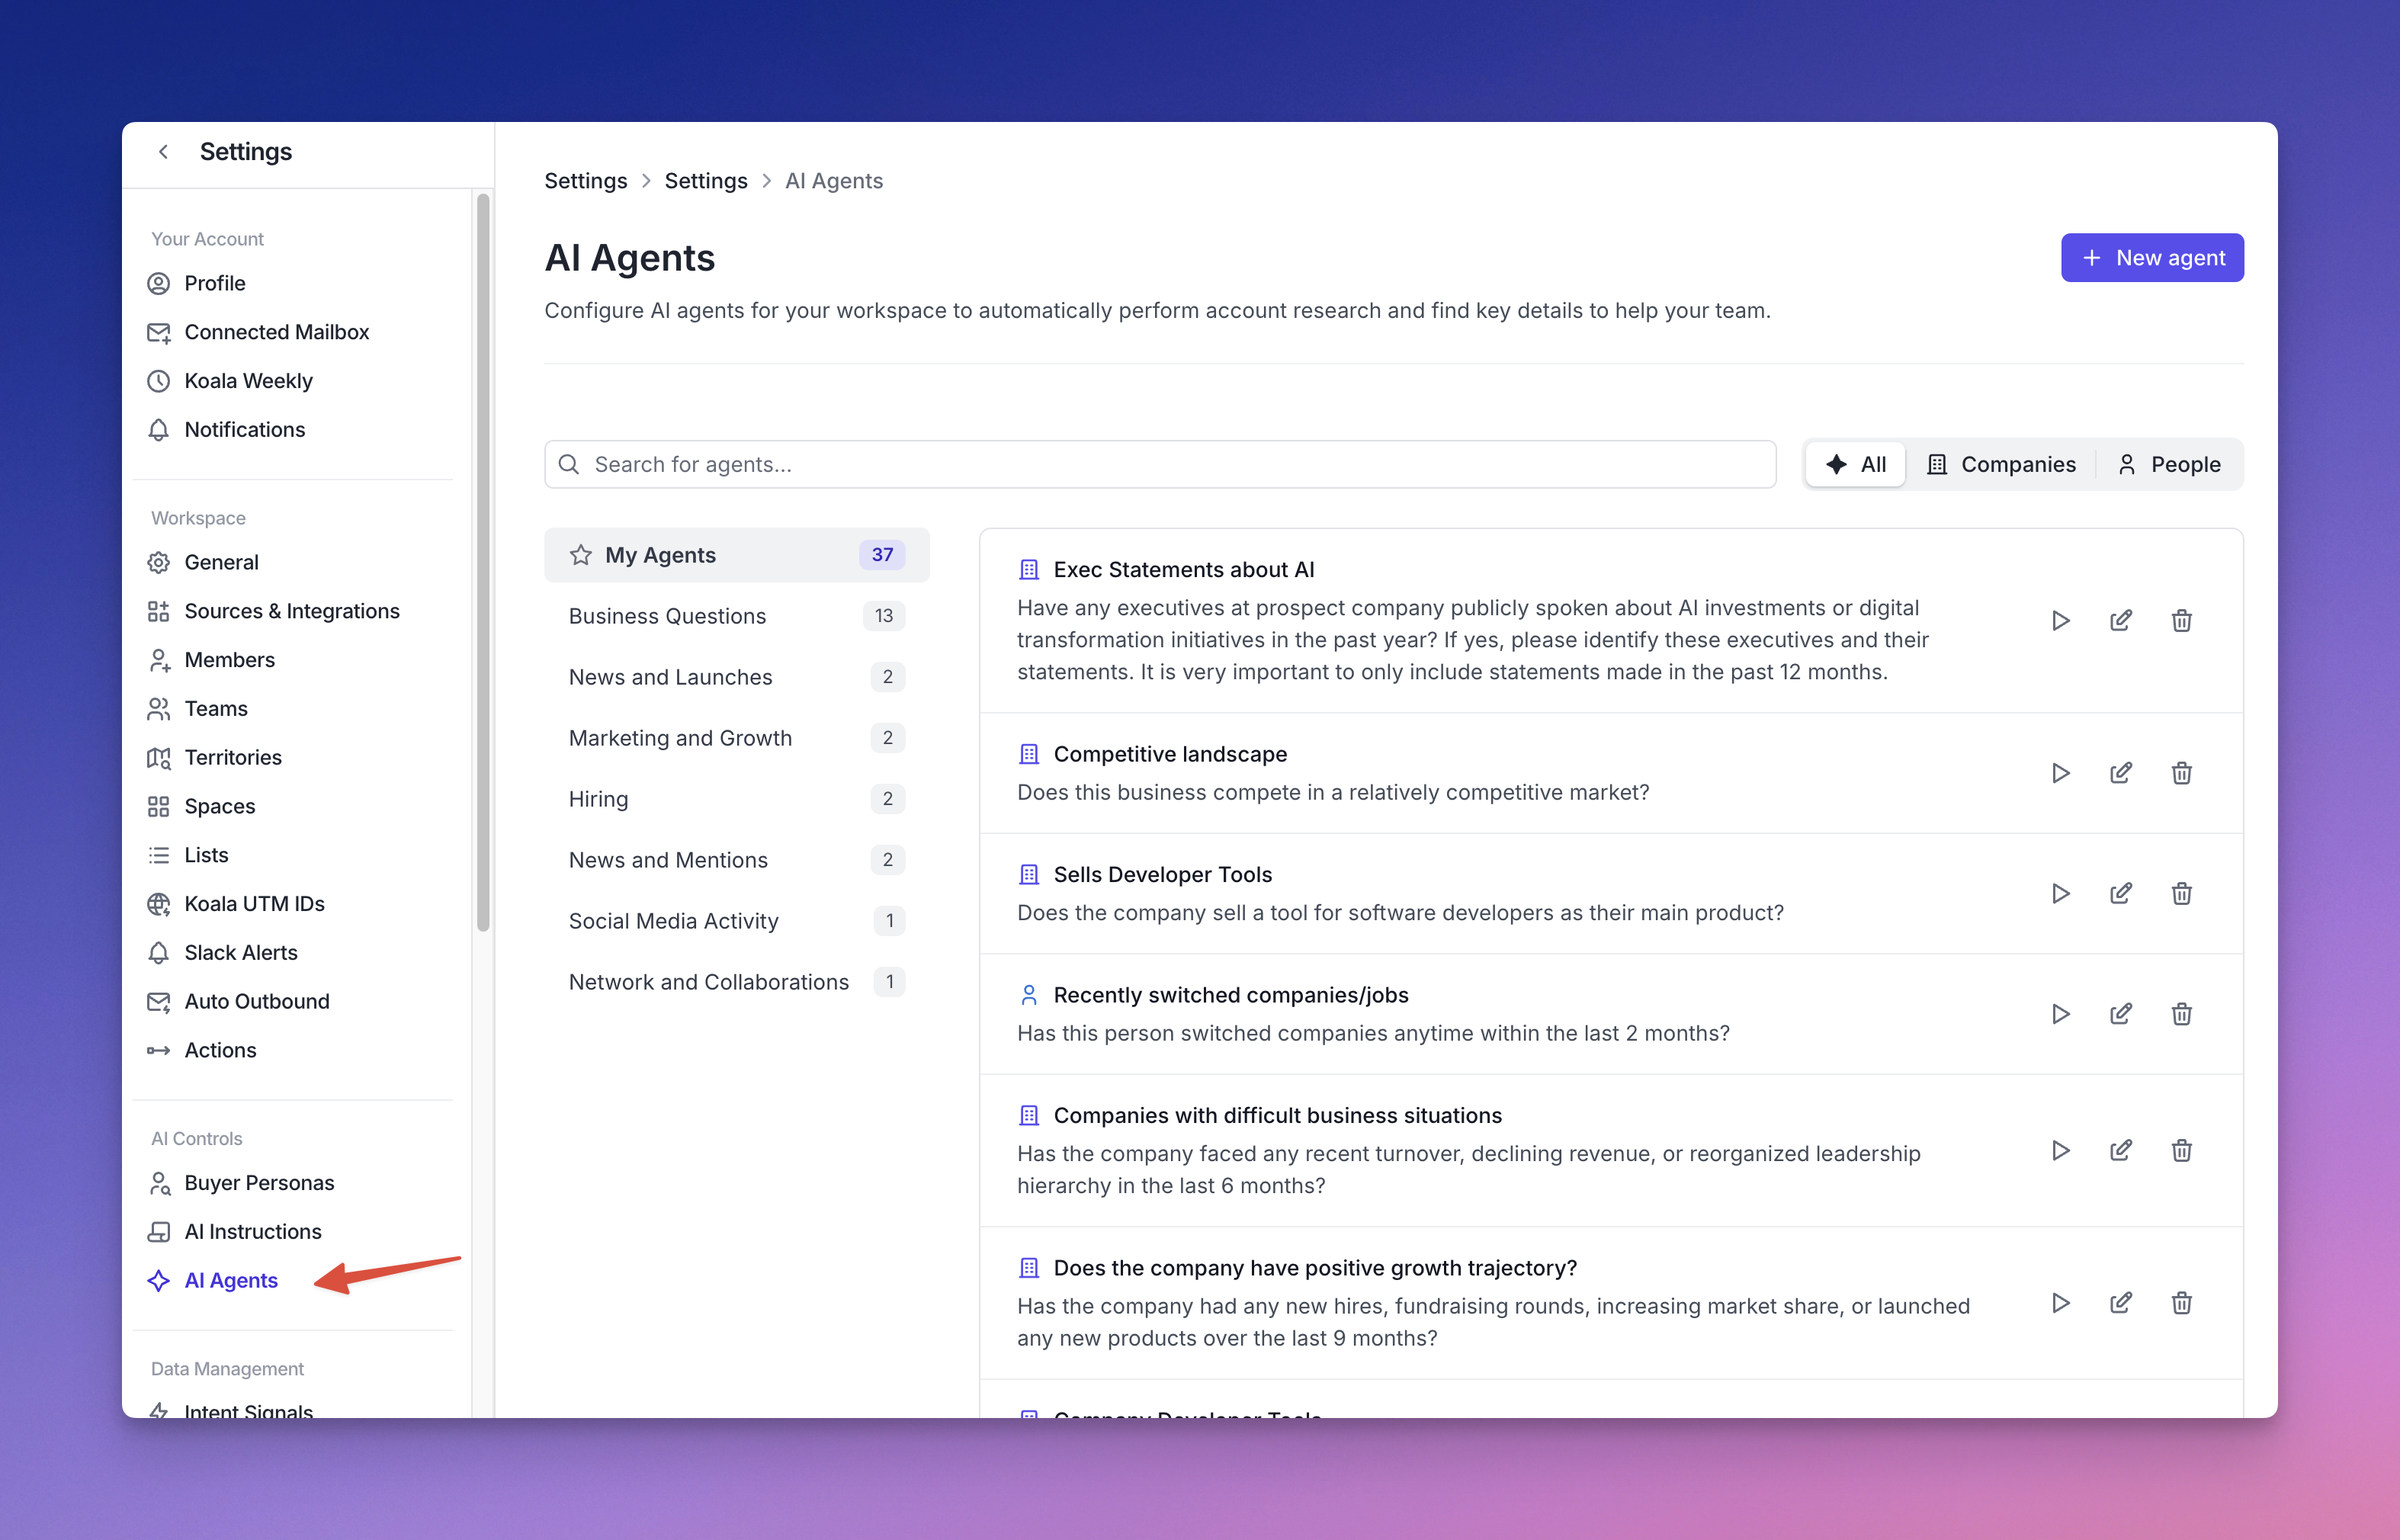 Settings
Your Account
Profile
Connected Mailbox
Koala Weekly
Notifications
Workspace
General
Sources & Integrations
Members
Teams
Territories
Spaces
Lists
Koala UTM IDs
Slack Alerts
Auto Outbound
Actions
AI Controls
Buyer Personas
AI Instructions
AI Agents
Data Management
Intent Signals
Settings > Settings > AI Agents
AI Agents
New agent
Configure AI agents for your workspace to automatically perform account research and find key details to help your team.
Search for agents...
All
Companies
People
My Agents 37
Business Questions 13
News and Launches 2
Marketing and Growth 2
Hiring 2
News and Mentions 2
Social Media Activity 1
Network and Collaborations 1
Exec Statements about AI
Have any executives at prospect company publicly spoken about AI investments or digital
transformation initiatives in the past year? If yes, please identify these executives and their
statements. It is very important to only include statements made in the past 12 months.
Competitive landscape
Does this business compete in a relatively competitive market?
Sells Developer Tools
Does the company sell a tool for software developers as their main product?
Recently switched companies/jobs
Has this person switched companies anytime within the last 2 months?
Companies with difficult business situations
Has the company faced any recent turnover, declining revenue, or reorganized leadership
hierarchy in the last 6 months?
Does the company have positive growth trajectory?
Has the company had any new hires, fundraising rounds, increasing market share, or launched
any new products over the last 9 months?
Company Developer Tools